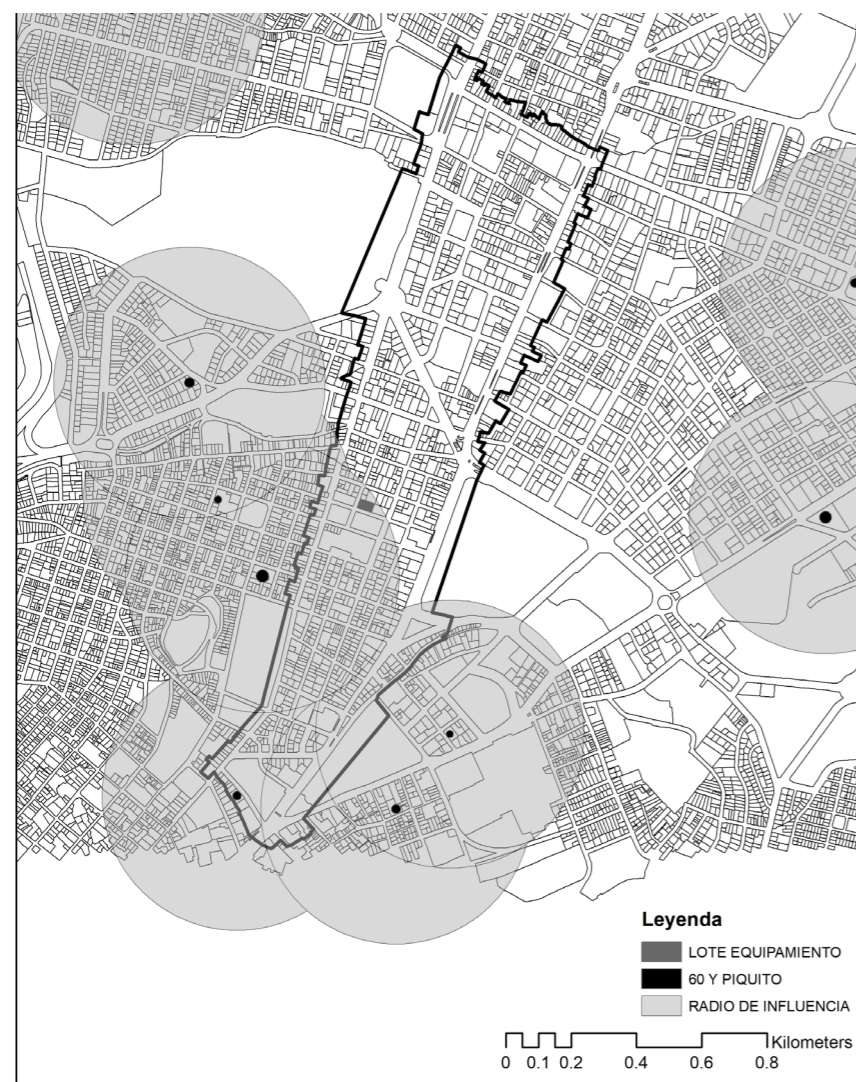 Leyenda
LOTE EQUIPAMIENTO
60 Y PIQUITO
RADIO DE INFLUENCIA
Kilometers
0 0.1 0.2 0.4 0.6 0.8